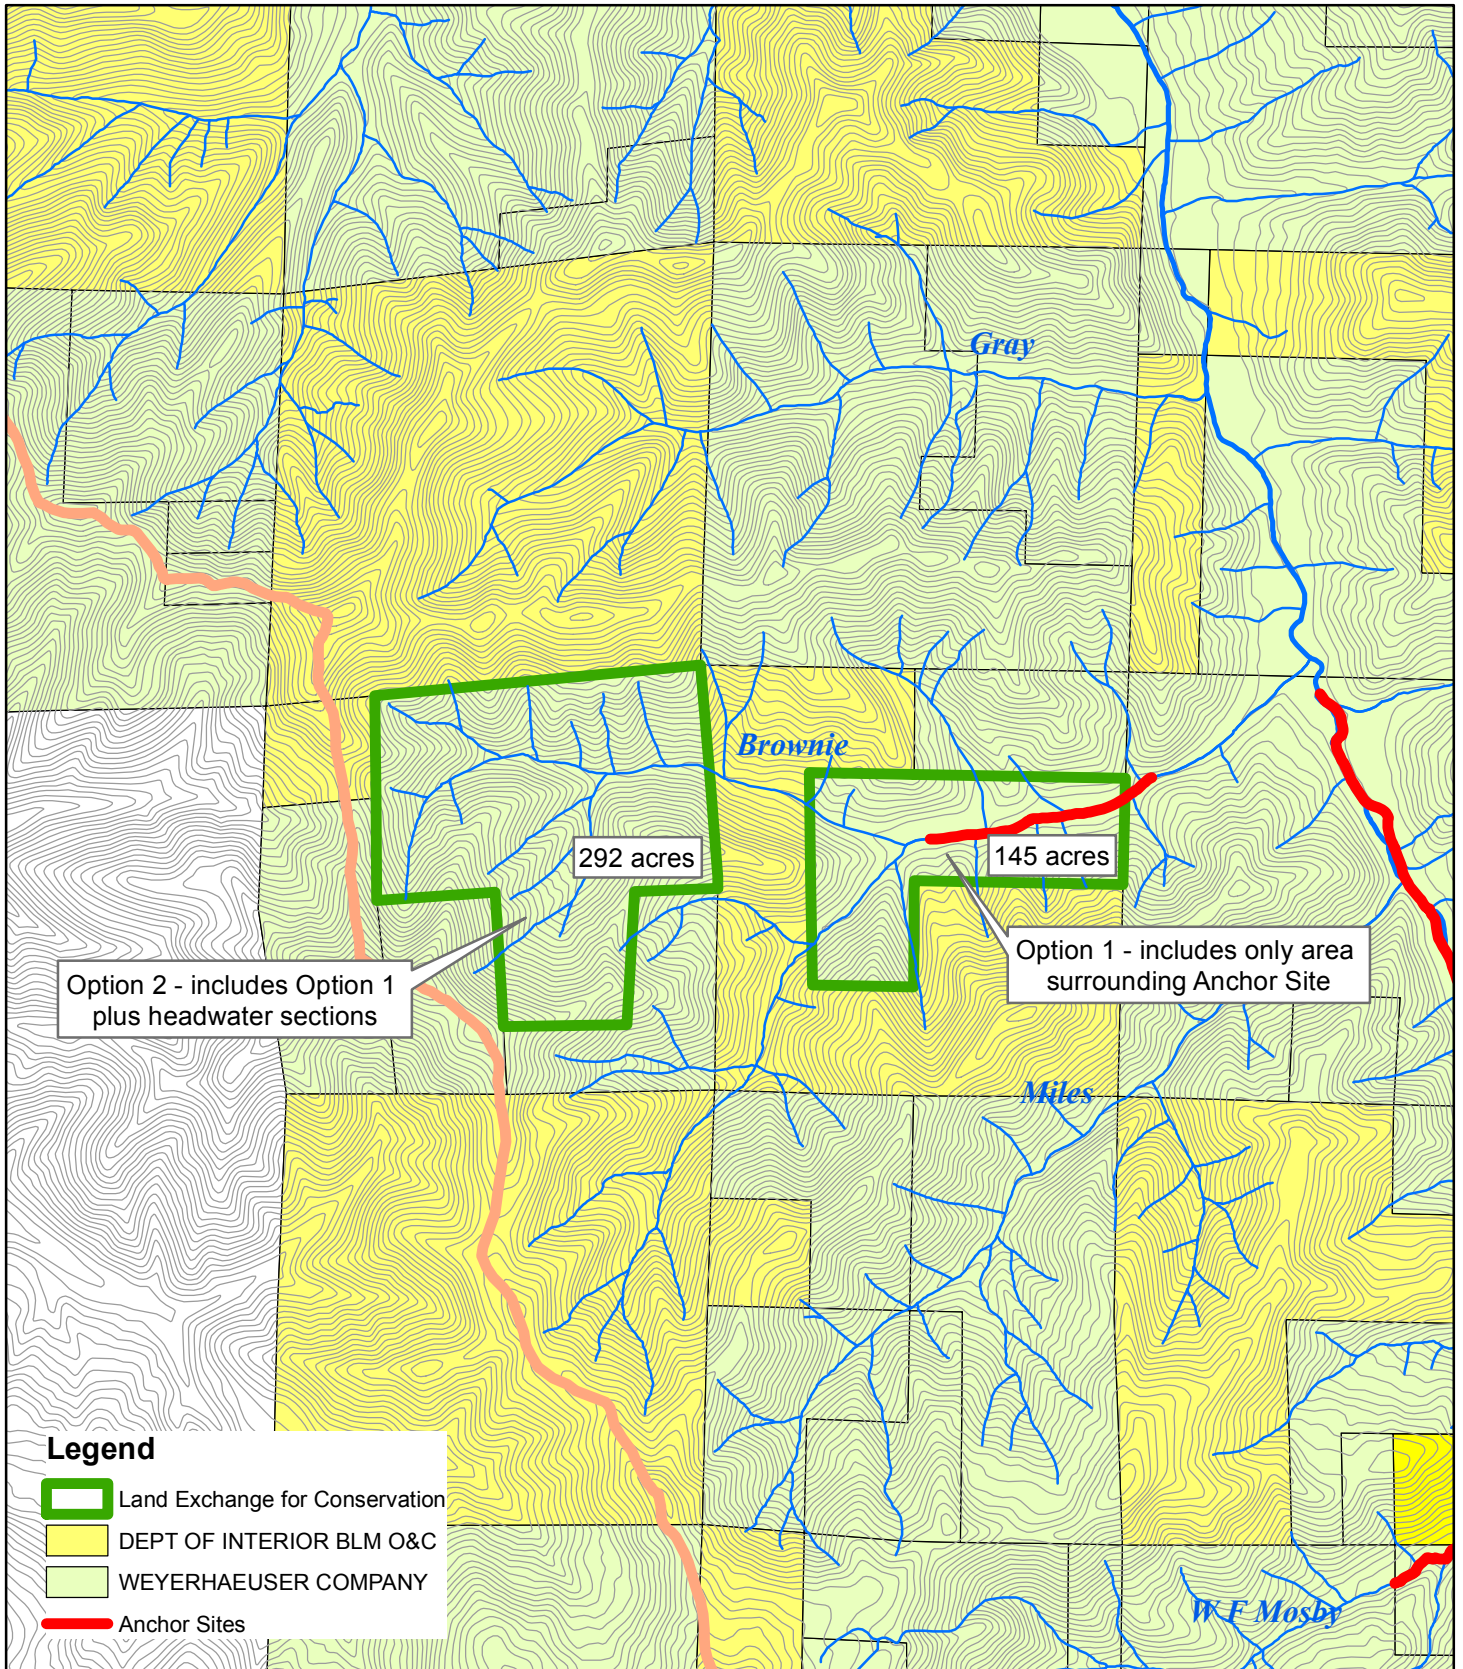 Gray
Brownie
292 acres
145 acres
Option 1 - includes only area
surrounding Anchor Site
Option 2 - includes Option 1
plus headwater sections
Miles
Legend
Land Exchange for Conservation
DEPT OF INTERIOR BLM O&C
WEYERHAEUSER COMPANY
Anchor Sites
W F Mosby